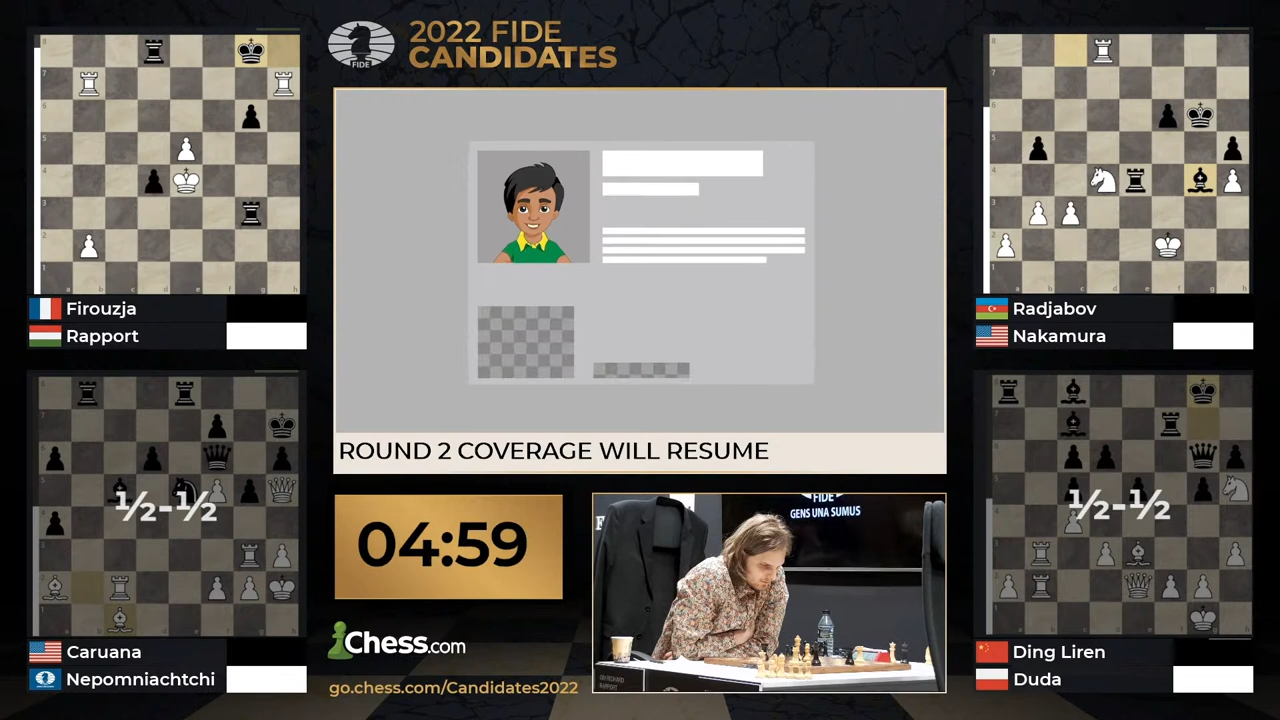 2022 FIDE
CANDIDATES
FIDE
Firouzja
Rapport
Radjabov
Nakamura
ROUND 2 COVERAGE WILL RESUME
½-½
½-½
04:59
FIDE
GENS UNA SUMUS
Chess.com
go.chess.com/Candidates2022
Caruana
Nepomniachtchi
Ding Liren
Duda